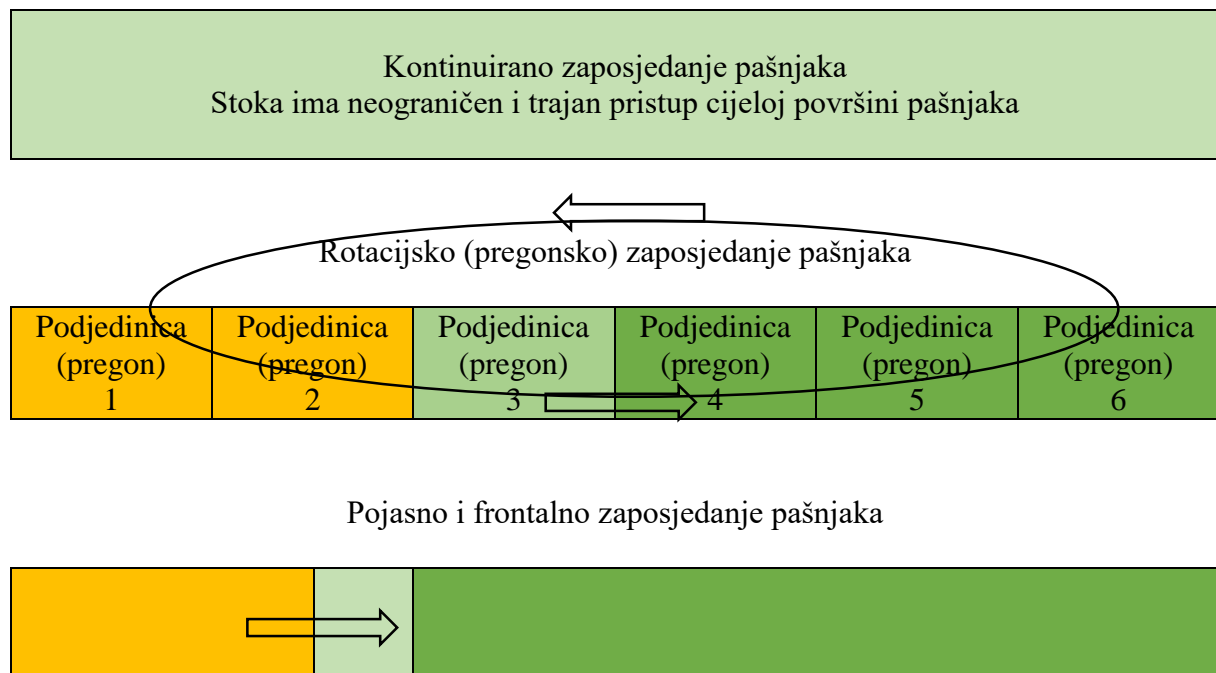 Kontinuirano zaposjedanje pašnjaka
Stoka ima neograničen i trajan pristup cijeloj površini pašnjaka
Rotacijsko (pregonsko) zaposjedanje pašnjaka
Podjedinica
(pregon)
1
Podjedinica
(pregon)
2
Podjedinica
(pregon)
3
Podjedinica
(pregon)
4
Podjedinica
(pregon)
5
Podjedinica
(pregon)
6
Pojasno i frontalno zaposjedanje pašnjaka